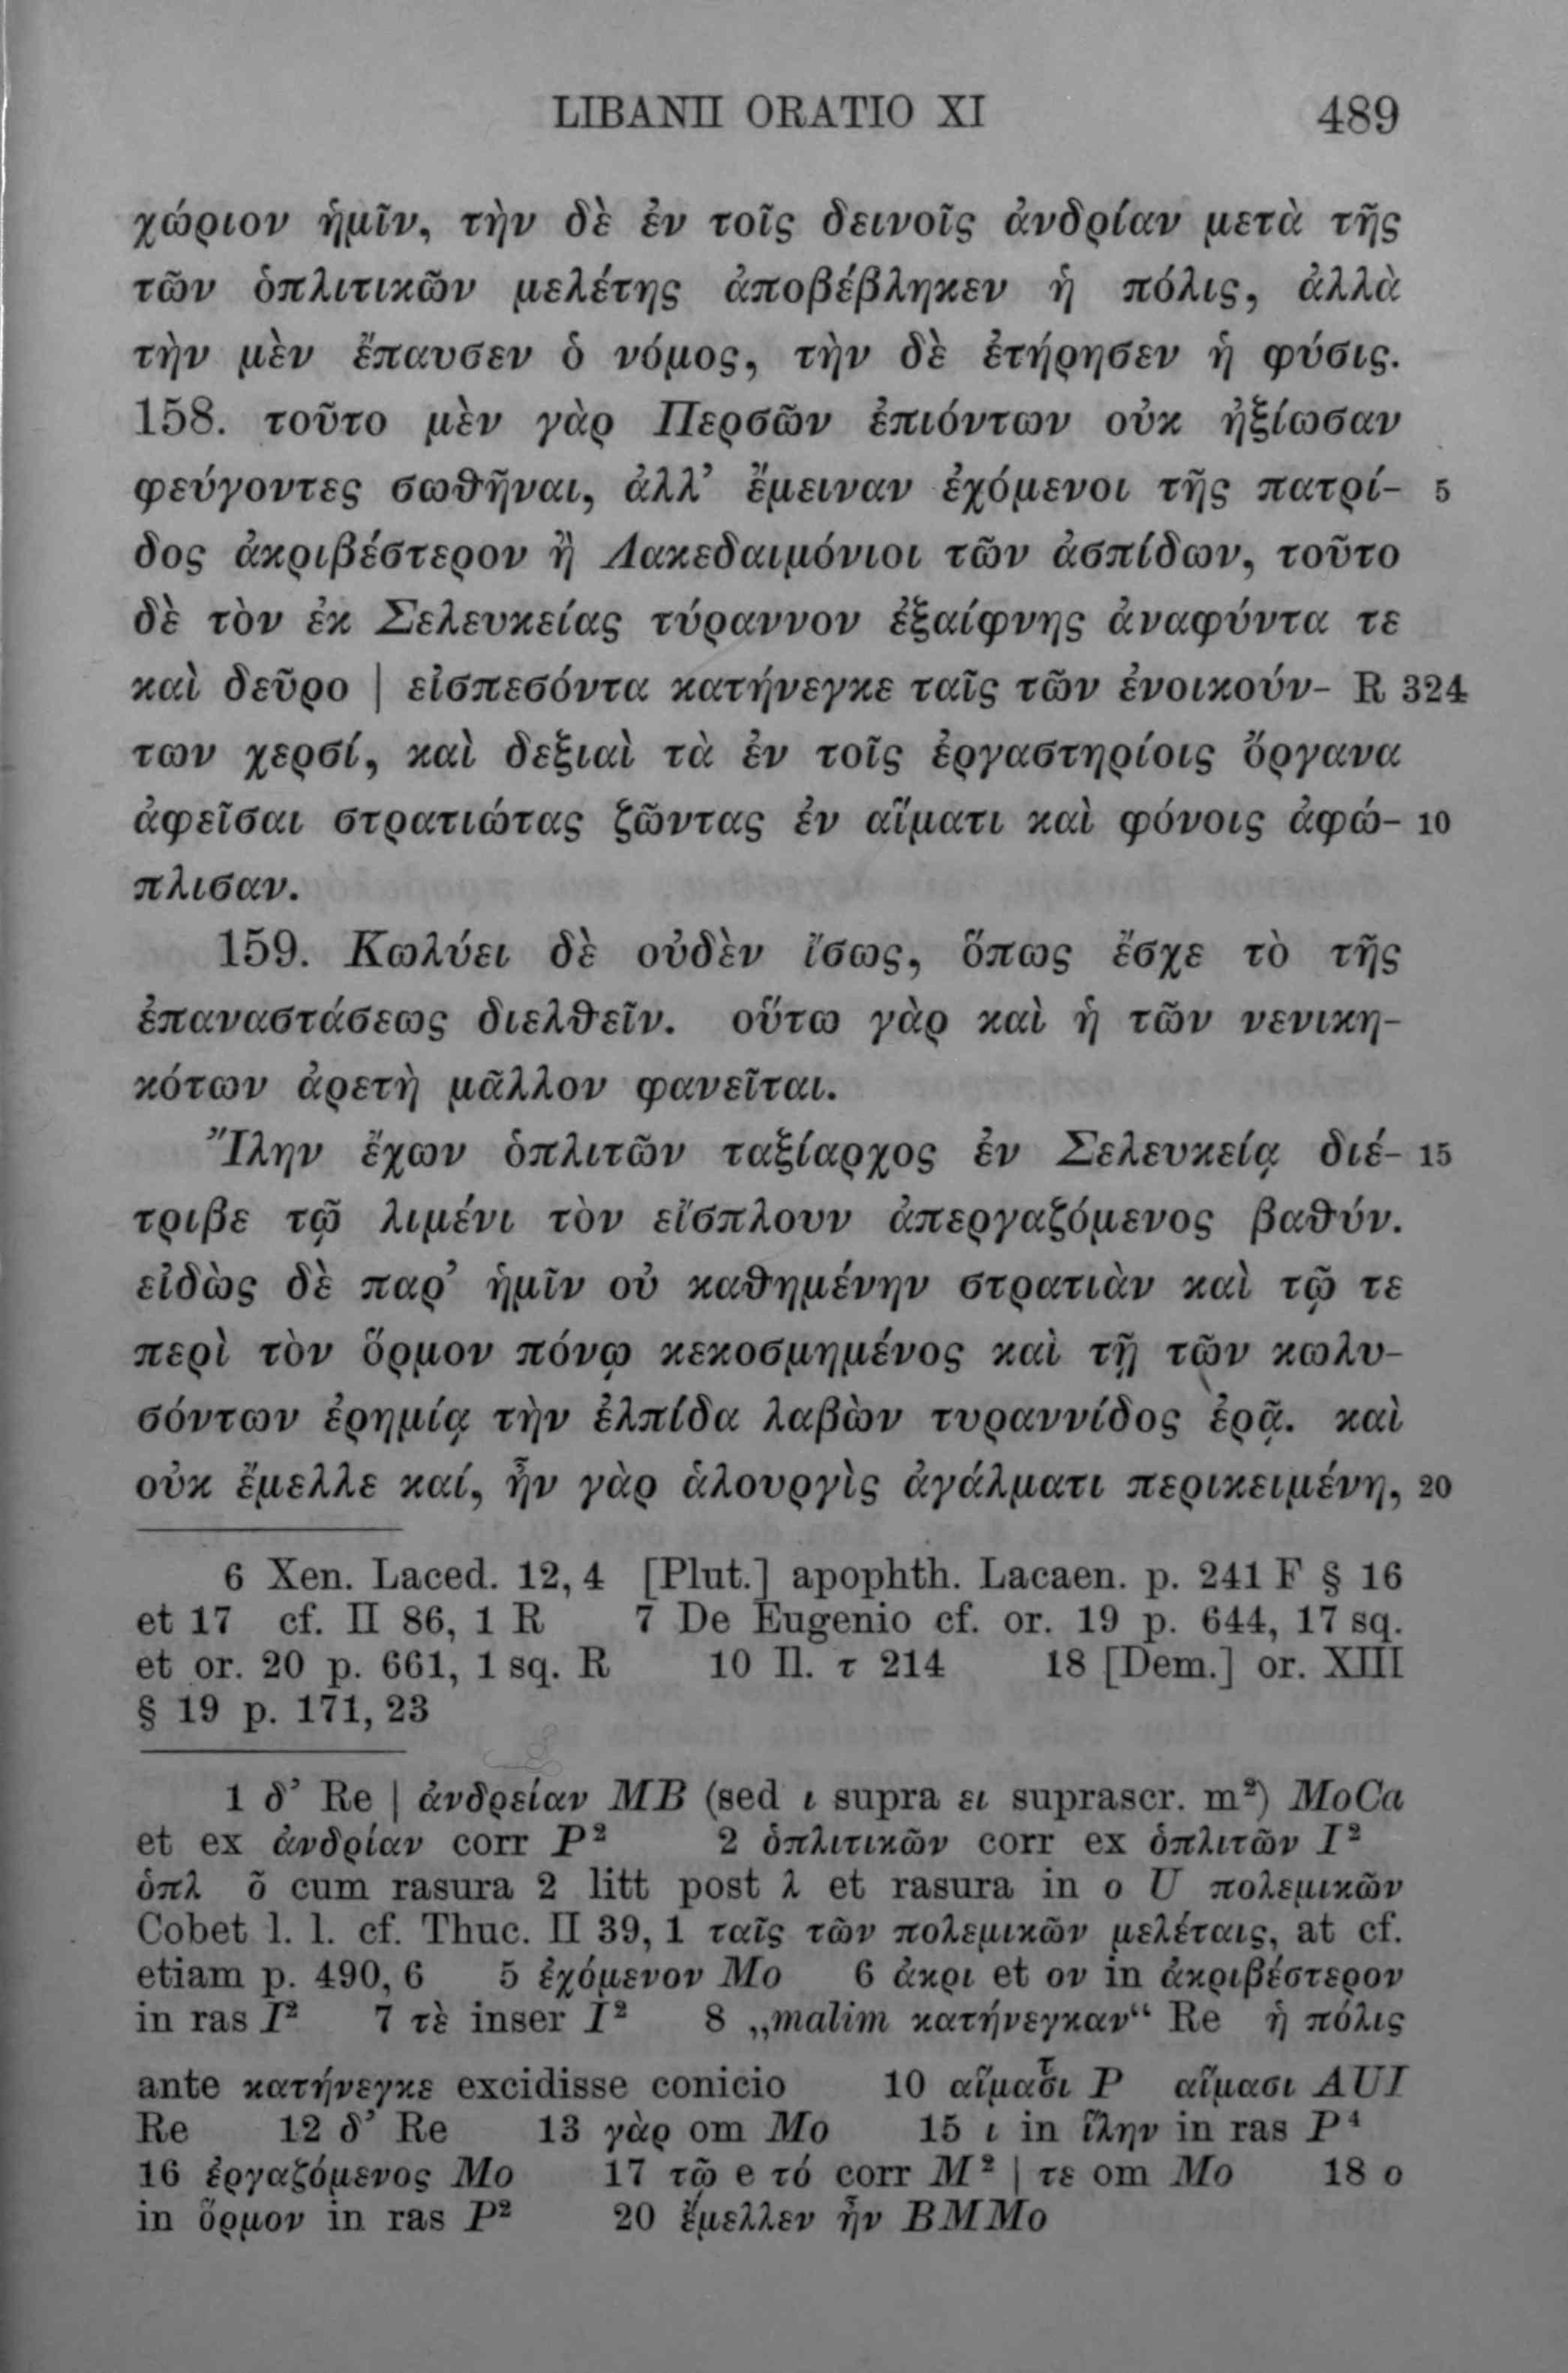 LIBANII ORATIO XI 489
χώριον ἡμῖν, τὴν δὲ ἐν τοῖς δεινοῖς ἀνδρίαν μετὰ τῆς
τῶν ὁπλιτικῶν μελέτης ἀποβέβληκεν ἡ πόλις, ἀλλὰ
τὴν μὲν ἔπαυσεν ὁ νόμος, τὴν δὲ ἐτήρησεν ἡ φύσις.
158. τοῦτο μὲν γὰρ Περσῶν ἐπιόντων οὐκ ἠξίωσαν
φεύγοντες σωθῆναι, ἀλλ’ ἔμειναν ἐχόμενοι τῆς πατρί- 5
δος ἀκριβέστερον ἢ Λακεδαιμόνιοι τῶν ἀσπίδων, τοῦτο
δὲ τὸν ἐκ Σελευκείας τύραννον ἐξαίφνης ἀναφύντα τε
καὶ δεῦρο | εἰσπεσόντα κατήνεγκε ταῖς τῶν ἐνοικούν- R 324
των χερσί, καὶ δεξιαὶ τὰ ἐν τοῖς ἐργαστηρίοις ὄργανα
ἀφεῖσαι στρατιώτας ζῶντας ἐν αἵματι καὶ φόνοις ἀφώ- 10
πλισαν.
159. Κωλύει δὲ οὐδὲν ἴσως, ὅπως ἔσχε τὸ τῆς
ἐπαναστάσεως διελθεῖν. οὕτω γὰρ καὶ ἡ τῶν νενικη-
κότων ἀρετὴ μᾶλλον φανεῖται.
Ἴλην ἔχων ὁπλιτῶν ταξίαρχος ἐν Σελευκείᾳ διέ- 15
τριβε τῷ λιμένι τὸν εἴσπλουν ἀπεργαζόμενος βαθύν.
εἰδὼς δὲ παρ’ ἡμῖν οὐ καθημένην στρατιὰν καὶ τῷ τε
περὶ τὸν ὅρμον πόνῳ κεκοσμημένος καὶ τῇ τῶν κωλυ-
σόντων ἐρημίᾳ τὴν ἐλπίδα λαβὼν τυραννίδος ἐρᾷ. καὶ
οὐκ ἔμελλε καί, ἦν γὰρ ἁλουργὶς ἀγάλματι περικειμένη, 20
6 Xen. Laced. 12, 4 [Plut.] apophth. Lacaen. p. 241 F § 16
et 17 cf. II 86, 1 R 7 De Eugenio cf. or. 19 p. 644, 17 sq.
et or. 20 p. 661, 1 sq. R 10 Il. τ 214 18 [Dem.] or. XIII
§ 19 p. 171, 23
1 δ’ Re | ἀνδρείαν MB (sed ι supra ει suprascr. m²) MoCa
et ex ἀνδρίαν corr P² 2 ὁπλιτικῶν corr ex ὁπλιτῶν I²
ὁπλ ο͂ cum rasura 2 litt post λ et rasura in ο U πολεμικῶν
Cobet l. l. cf. Thuc. II 39, 1 ταῖς τῶν πολεμικῶν μελέταις, at cf.
etiam p. 490, 6 5 ἐχόμενον Mo 6 ἀκρι et ον in ἀκριβέστερον
in ras I² 7 τὲ inser I² 8 „malim κατήνεγκαν“ Re ἡ πόλις
ante κατήνεγκε excidisse conicio 10 αἵμασ͏ͭι P αἵμασι AUI
Re 12 δ’ Re 13 γὰρ om Mo 15 ι in ἴλην in ras P⁴
16 ἐργαζόμενος Mo 17 τῷ e τό corr M² | τε om Mo 18 ο
in ὅρμον in ras P² 20 ἔμελλεν ἦν BMMo